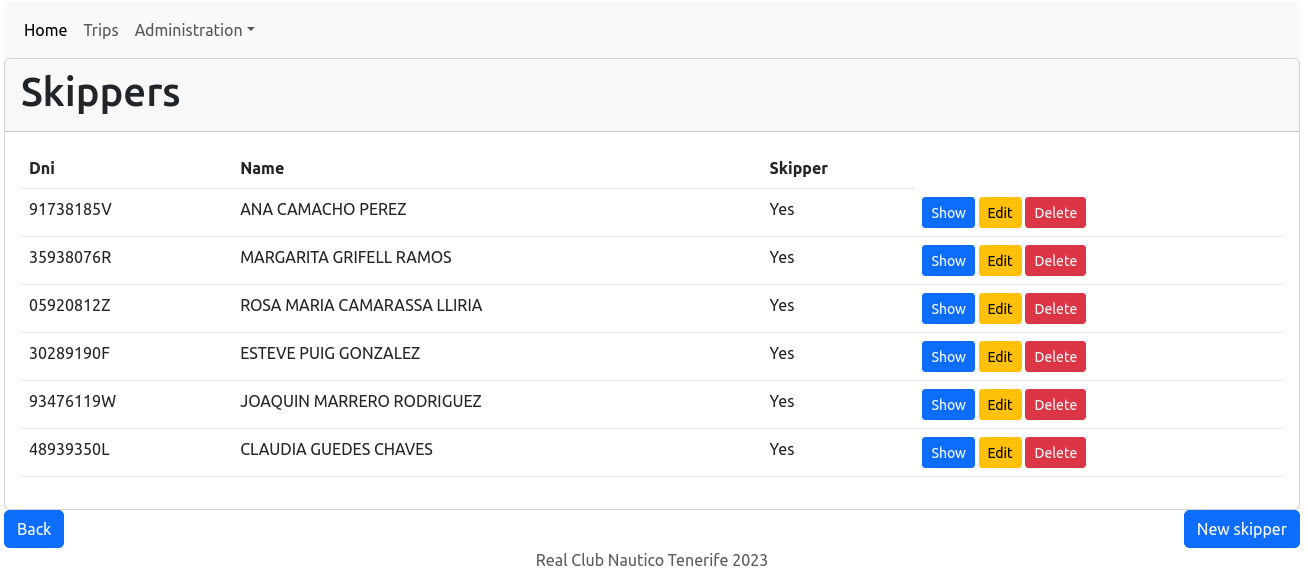 Home Trips Administration
Skippers
Dni Name Skipper
91738185V ANA CAMACHO PEREZ Yes Show Edit Delete
35938076R MARGARITA GRIFELL RAMOS Yes Show Edit Delete
05920812Z ROSA MARIA CAMARASSA LLIRIA Yes Show Edit Delete
30289190F ESTEVE PUIG GONZALEZ Yes Show Edit Delete
93476119W JOAQUIN MARRERO RODRIGUEZ Yes Show Edit Delete
48939350L CLAUDIA GUEDES CHAVES Yes Show Edit Delete
Back New skipper
Real Club Nautico Tenerife 2023